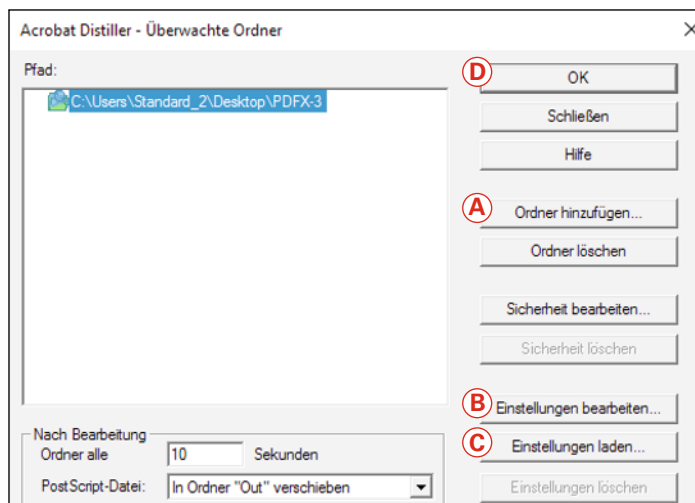 Acrobat Distiller - Überwachte Ordner
Pfad:
C:\Users\Standard_2\Desktop\PDFX-3
D OK
Schließen
Hilfe
A Ordner hinzufügen...
Ordner löschen
Sicherheit bearbeiten...
Sicherheit löschen
B Einstellungen bearbeiten...
C Einstellungen laden...
Einstellungen löschen
Nach Bearbeitung
Ordner alle 10 Sekunden
PostScript-Datei: In Ordner "Out" verschieben